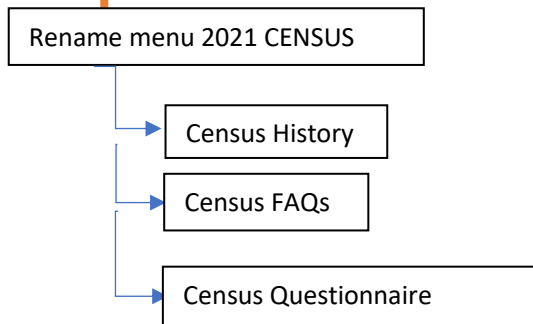 Rename menu 2021 CENSUS
Census History
Census FAQs
Census Questionnaire